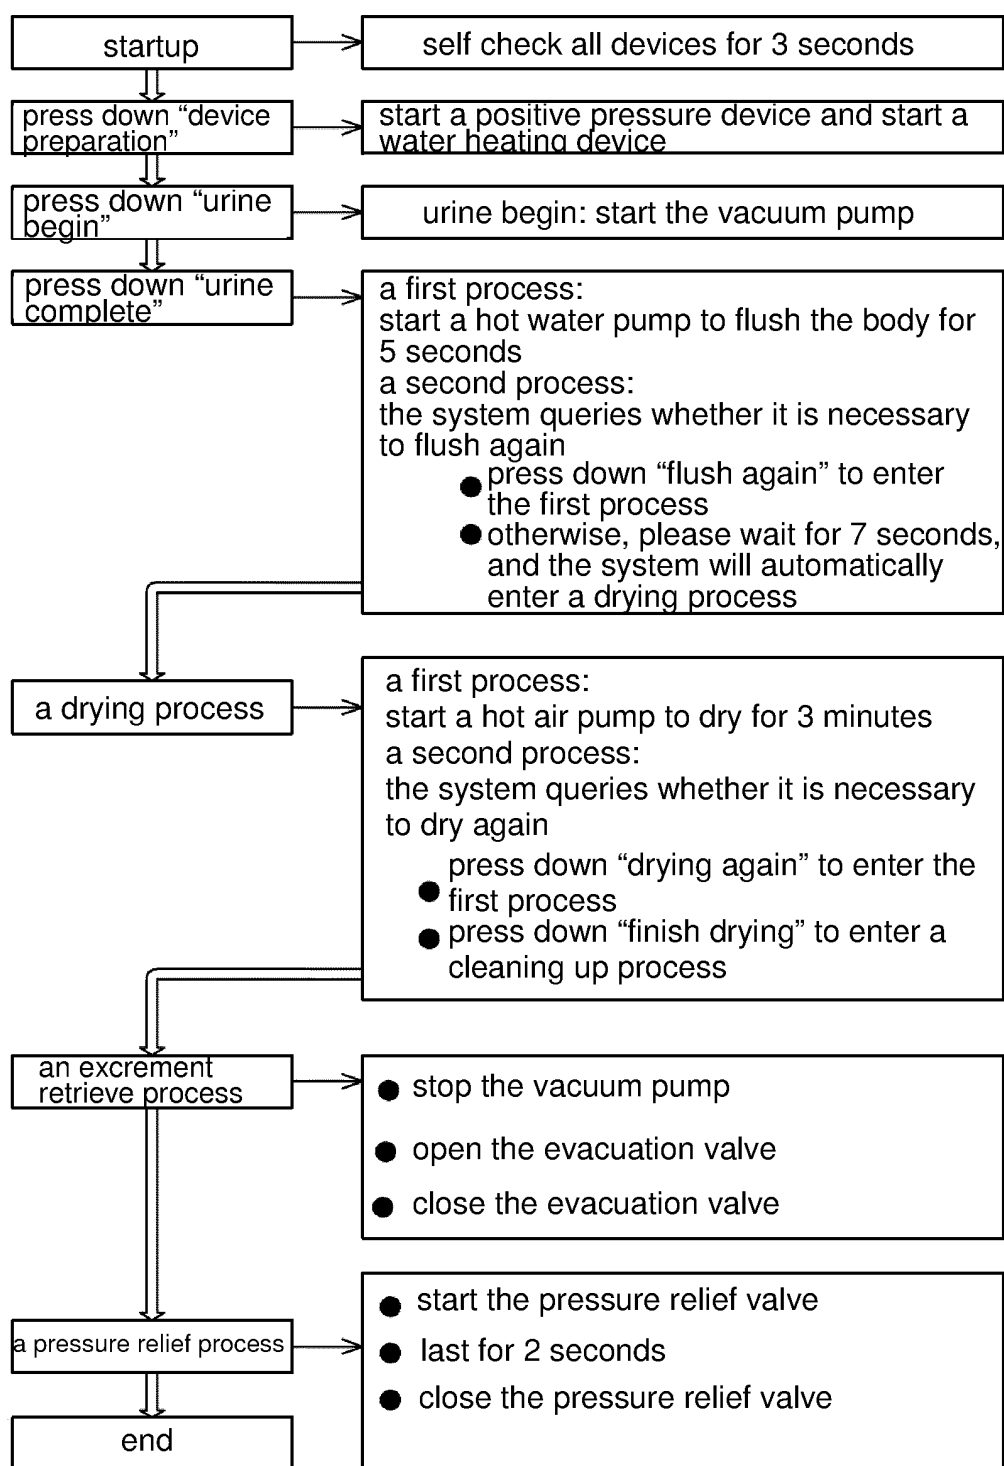 startup
self check all devices for 3 seconds
press down “device
preparation”
start a positive pressure device and start a
water heating device
press down “urine
begin”
urine begin: start the vacuum pump
press down “urine
complete”
a first process:
start a hot water pump to flush the body for
5 seconds
a second process:
the system queries whether it is necessary
to flush again
● press down “flush again” to enter
the first process
● otherwise, please wait for 7 seconds,
and the system will automatically
enter a drying process
a drying process
a first process:
start a hot air pump to dry for 3 minutes
a second process:
the system queries whether it is necessary
to dry again
● press down “drying again” to enter the
first process
● press down “finish drying” to enter a
cleaning up process
an excrement
retrieve process
● stop the vacuum pump
● open the evacuation valve
● close the evacuation valve
a pressure relief process
● start the pressure relief valve
● last for 2 seconds
● close the pressure relief valve
end